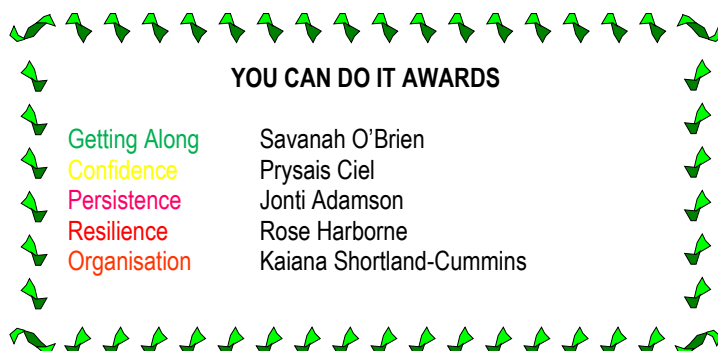 YOU CAN DO IT AWARDS
Getting Along Savanah O’Brien
Confidence Prysais Ciel
Persistence Jonti Adamson
Resilience Rose Harborne
Organisation Kaiana Shortland-Cummins